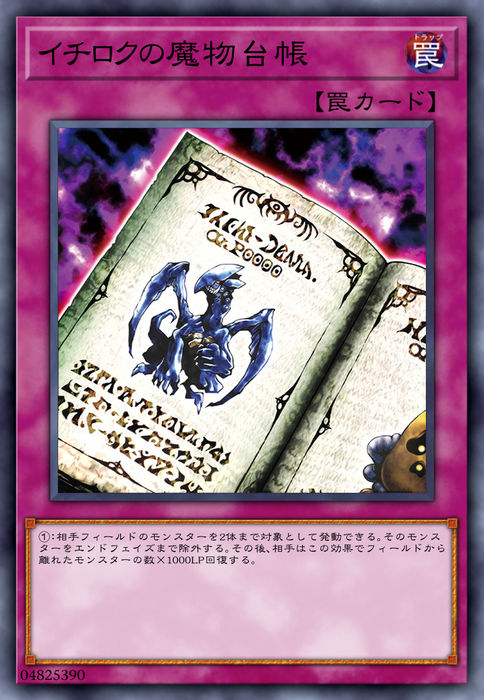 イチロクの魔物台帳
トラップ
罠
【罠カード】
①:相手フィールドのモンスターを2体まで対象として発動できる。そのモンス
ターをエンドフェイズまで除外する。その後、相手はこの効果でフィールドから
離れたモンスターの数×1000LP回復する。
04825390